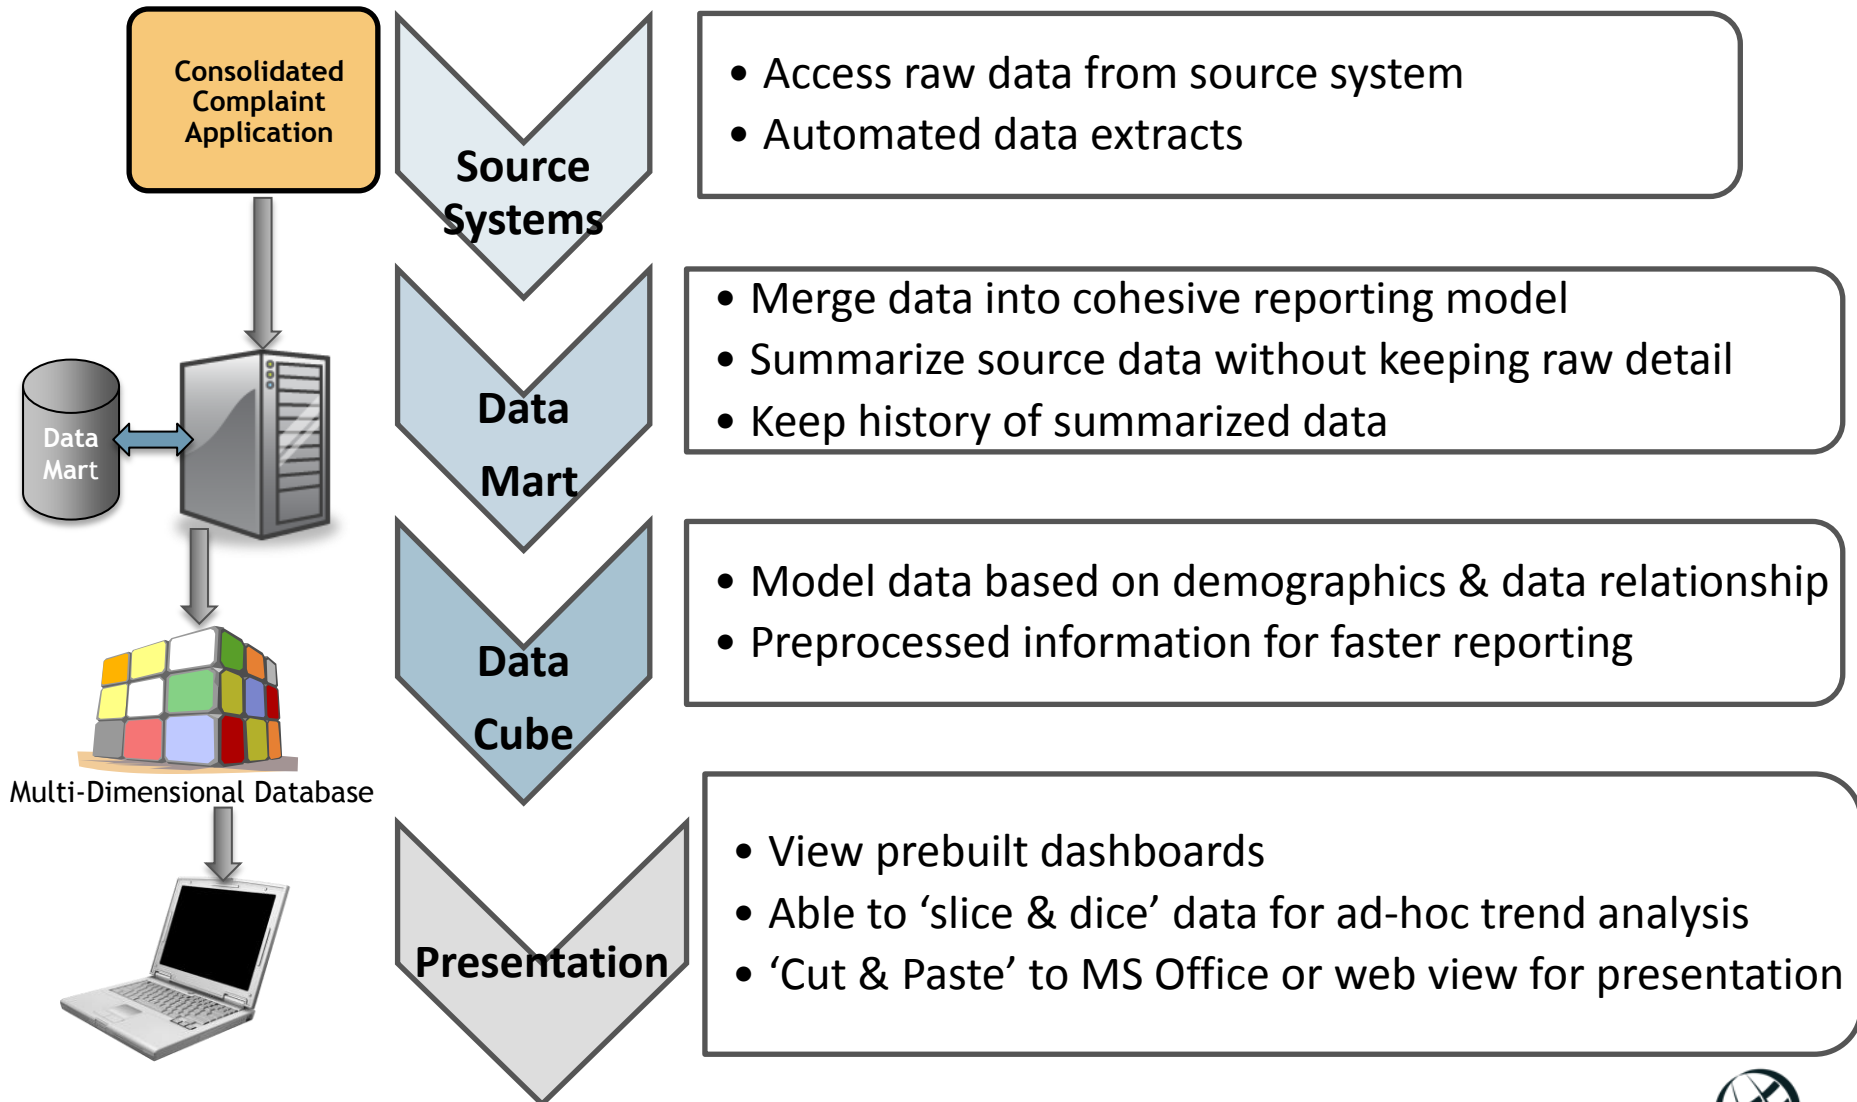 Consolidated
Complaint
Application
Source
Systems
• Access raw data from source system
• Automated data extracts
Data
Mart
Data
Mart
• Merge data into cohesive reporting model
• Summarize source data without keeping raw detail
• Keep history of summarized data
Multi-Dimensional Database
Data
Cube
• Model data based on demographics & data relationship
• Preprocessed information for faster reporting
Presentation
• View prebuilt dashboards
• Able to ‘slice & dice’ data for ad-hoc trend analysis
• ‘Cut & Paste’ to MS Office or web view for presentation